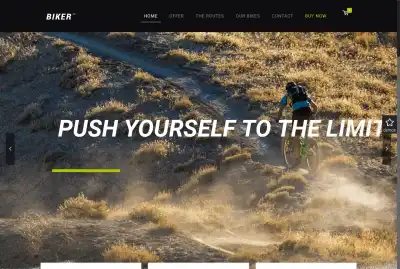 BIKER™
HOME OFFER THE ROUTES OUR BIKES CONTACT BUY NOW
PUSH YOURSELF TO THE LIMIT